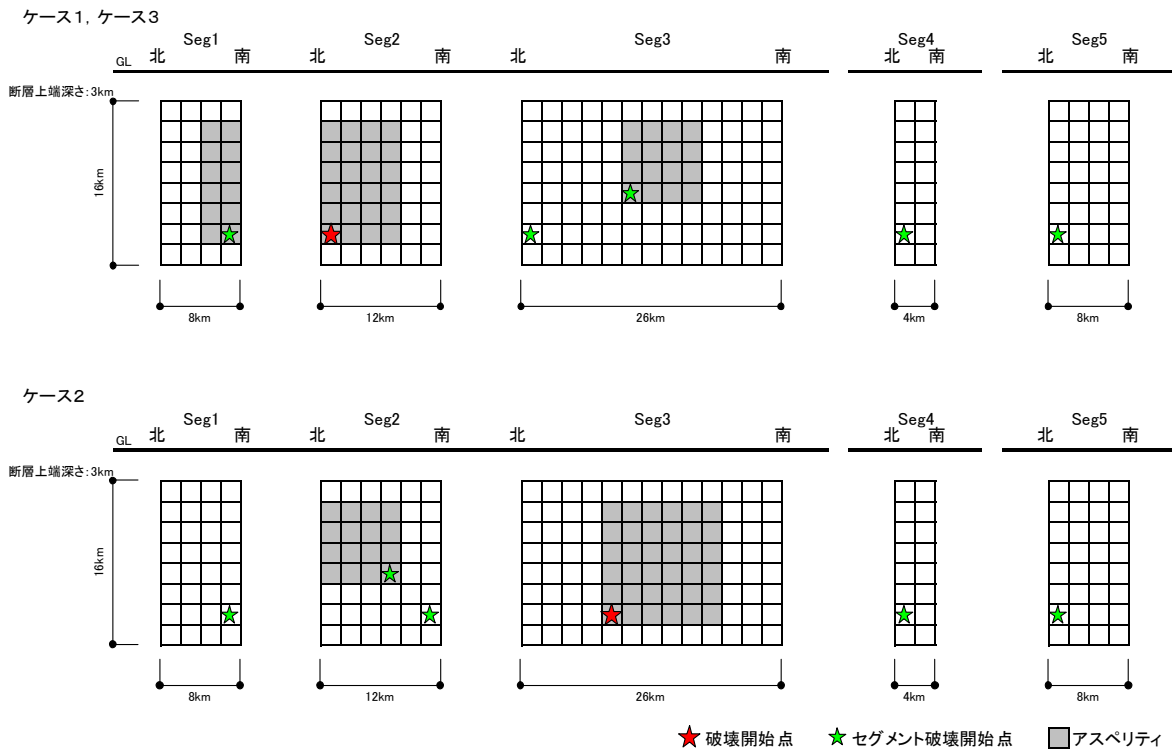 ケース1，ケース3
Seg1 Seg2 Seg3 Seg4 Seg5
GL 北 南 北 南 北 北 南 北 南
断層上端深さ：3km
16km
8km 12km 26km 4km 8km
ケース2
Seg1 Seg2 Seg3 Seg4 Seg5
GL 北 南 北 南 北 南 北 南 北 南
断層上端深さ：3km
16km
8km 12km 26km 4km 8km
破壊開始点 セグメント破壊開始点 アスペリティ